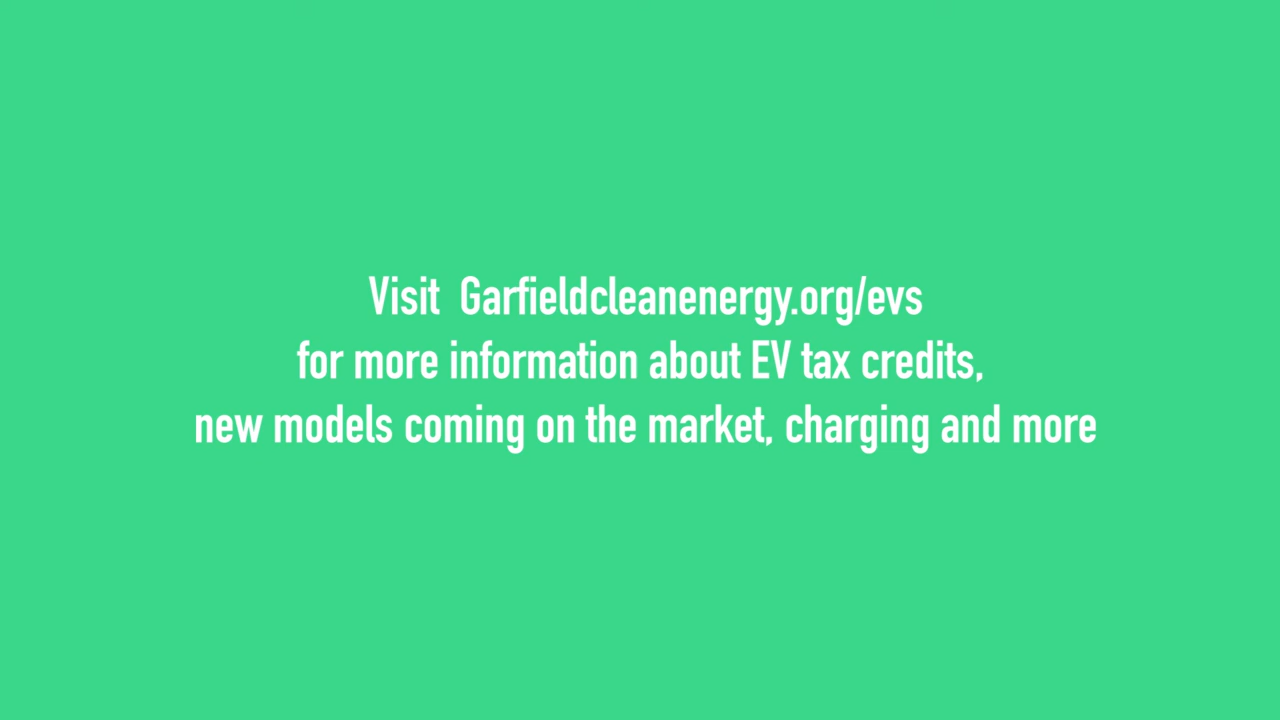 Visit  Garfieldcleanenergy.org/evs
for more information about EV tax credits,
new models coming on the market, charging and more